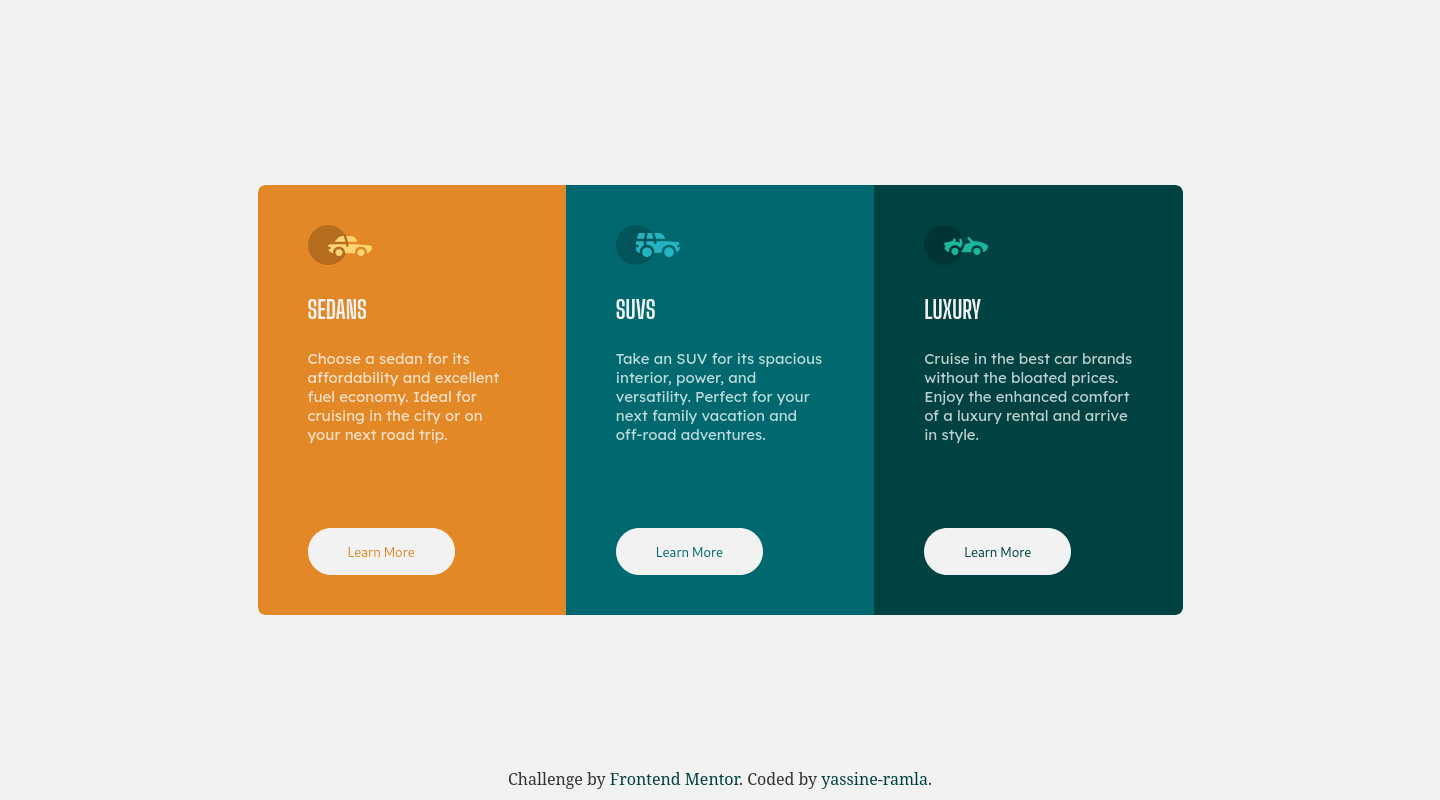 SEDANS
Choose a sedan for its
affordability and excellent
fuel economy. Ideal for
cruising in the city or on
your next road trip.
Learn More
SUVS
Take an SUV for its spacious
interior, power, and
versatility. Perfect for your
next family vacation and
off-road adventures.
Learn More
LUXURY
Cruise in the best car brands
without the bloated prices.
Enjoy the enhanced comfort
of a luxury rental and arrive
in style.
Learn More
Challenge by Frontend Mentor. Coded by yassine-ramla.